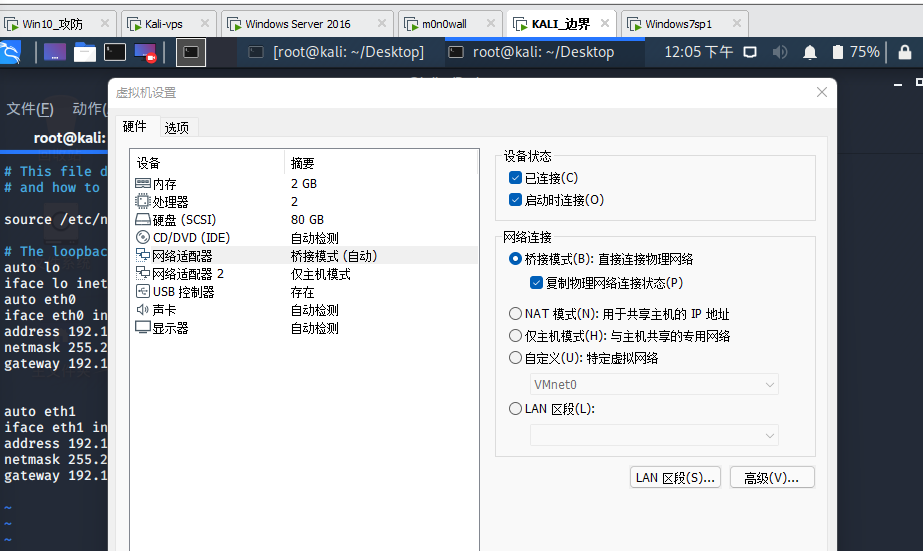 Win10_攻防
Kali-vps
Windows Server 2016
m0n0wall
KALI_边界
Windows7sp1
[root@kali: ~/Desktop]
root@kali: ~/Desktop
12:05 下午
75%
文件(F) 动作(
root@kali:
# This file d
# and how to
source /etc/n
# The loopbac
auto lo
iface lo inet
auto eth0
iface eth0 in
address 192.1
netmask 255.2
gateway 192.1
auto eth1
iface eth1 in
address 192.1
netmask 255.2
gateway 192.1
~
~
~
虚拟机设置
硬件 选项
设备 摘要
内存 2 GB
处理器 2
硬盘 (SCSI) 80 GB
CD/DVD (IDE) 自动检测
网络适配器 桥接模式 (自动)
网络适配器 2 仅主机模式
USB 控制器 存在
声卡 自动检测
显示器 自动检测
设备状态
已连接(C)
启动时连接(O)
网络连接
桥接模式(B): 直接连接物理网络
复制物理网络连接状态(P)
NAT 模式(N): 用于共享主机的 IP 地址
仅主机模式(H): 与主机共享的专用网络
自定义(U): 特定虚拟网络
VMnet0
LAN 区段(L):
LAN 区段(S)... 高级(V)...